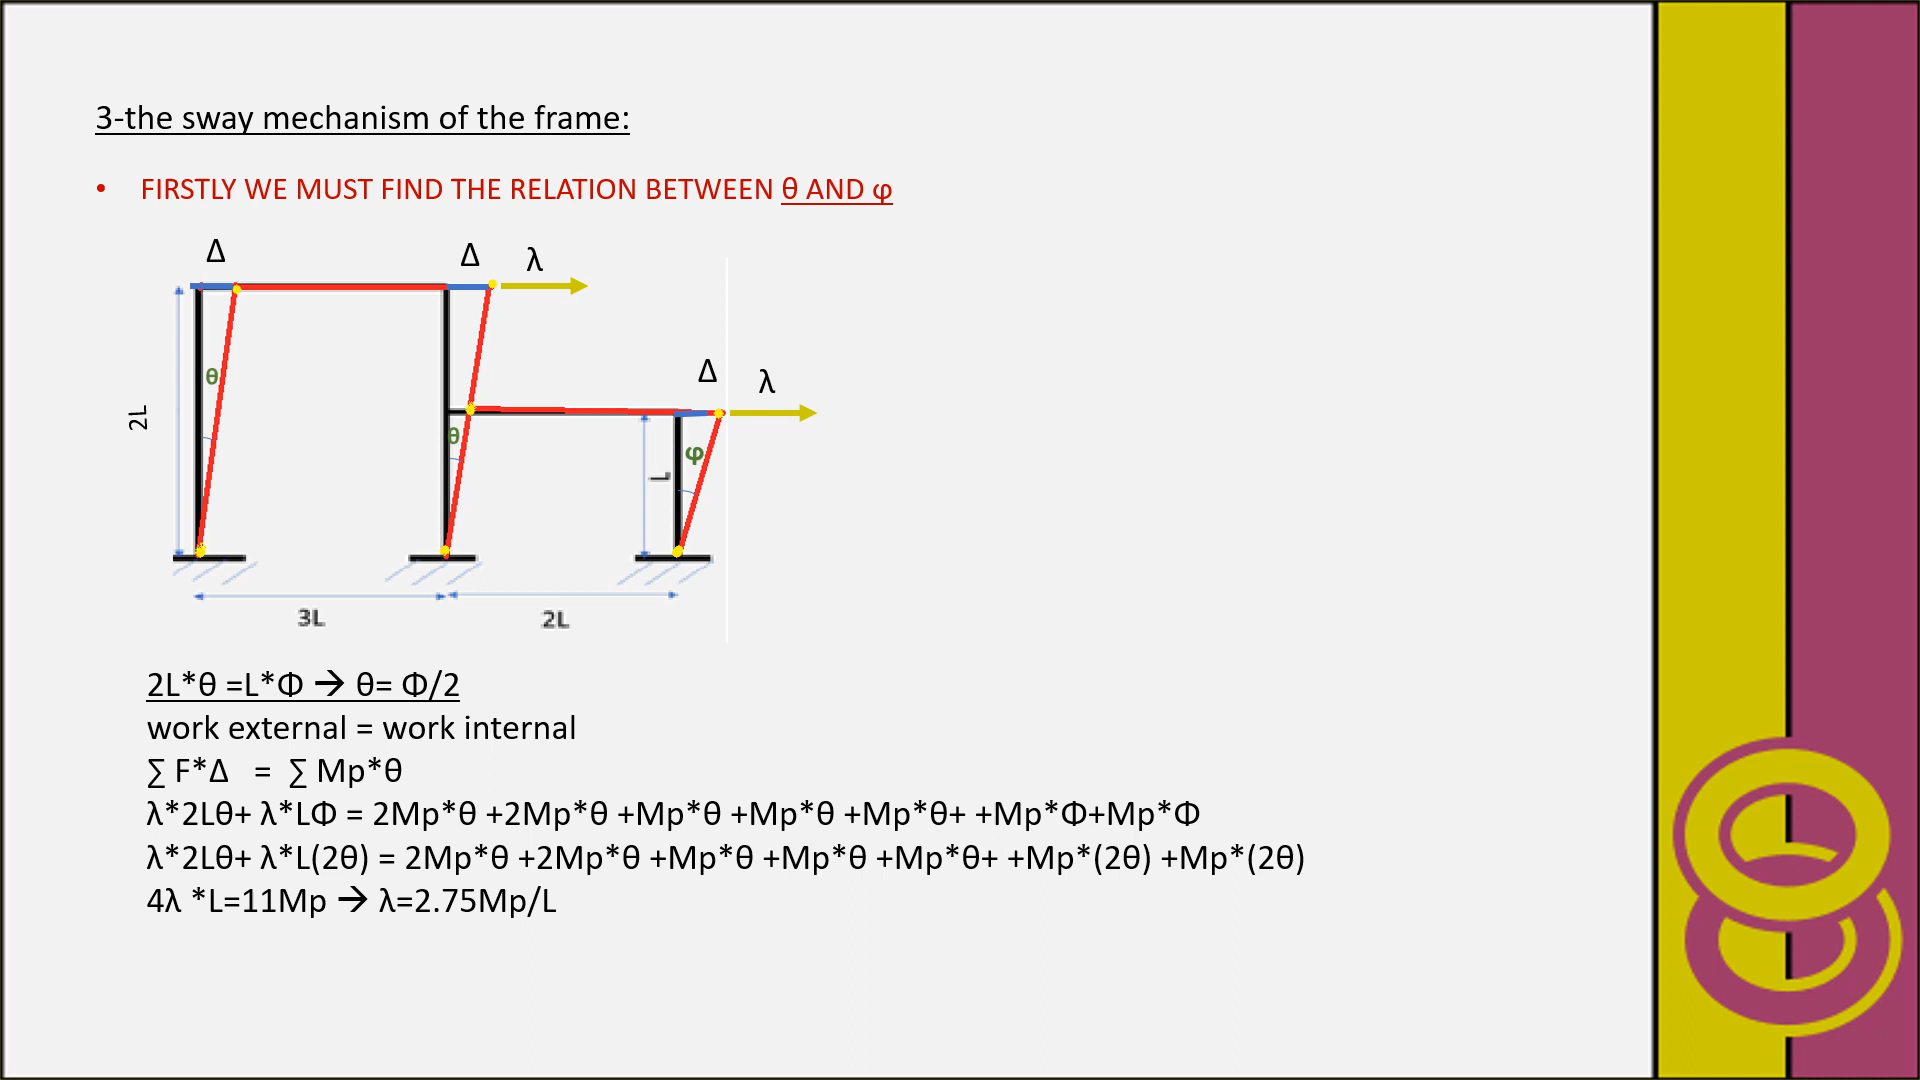 3-the sway mechanism of the frame:
• FIRSTLY WE MUST FIND THE RELATION BETWEEN θ AND φ
Δ Δ λ
Δ λ
θ
2L
θ φ
L
3L 2L
2L*θ =L*Φ → θ= Φ/2
work external = work internal
∑ F*Δ = ∑ Mp*θ
λ*2Lθ+ λ*LΦ = 2Mp*θ +2Mp*θ +Mp*θ +Mp*θ +Mp*θ+ +Mp*Φ+Mp*Φ
λ*2Lθ+ λ*L(2θ) = 2Mp*θ +2Mp*θ +Mp*θ +Mp*θ +Mp*θ+ +Mp*(2θ) +Mp*(2θ)
4λ *L=11Mp → λ=2.75Mp/L